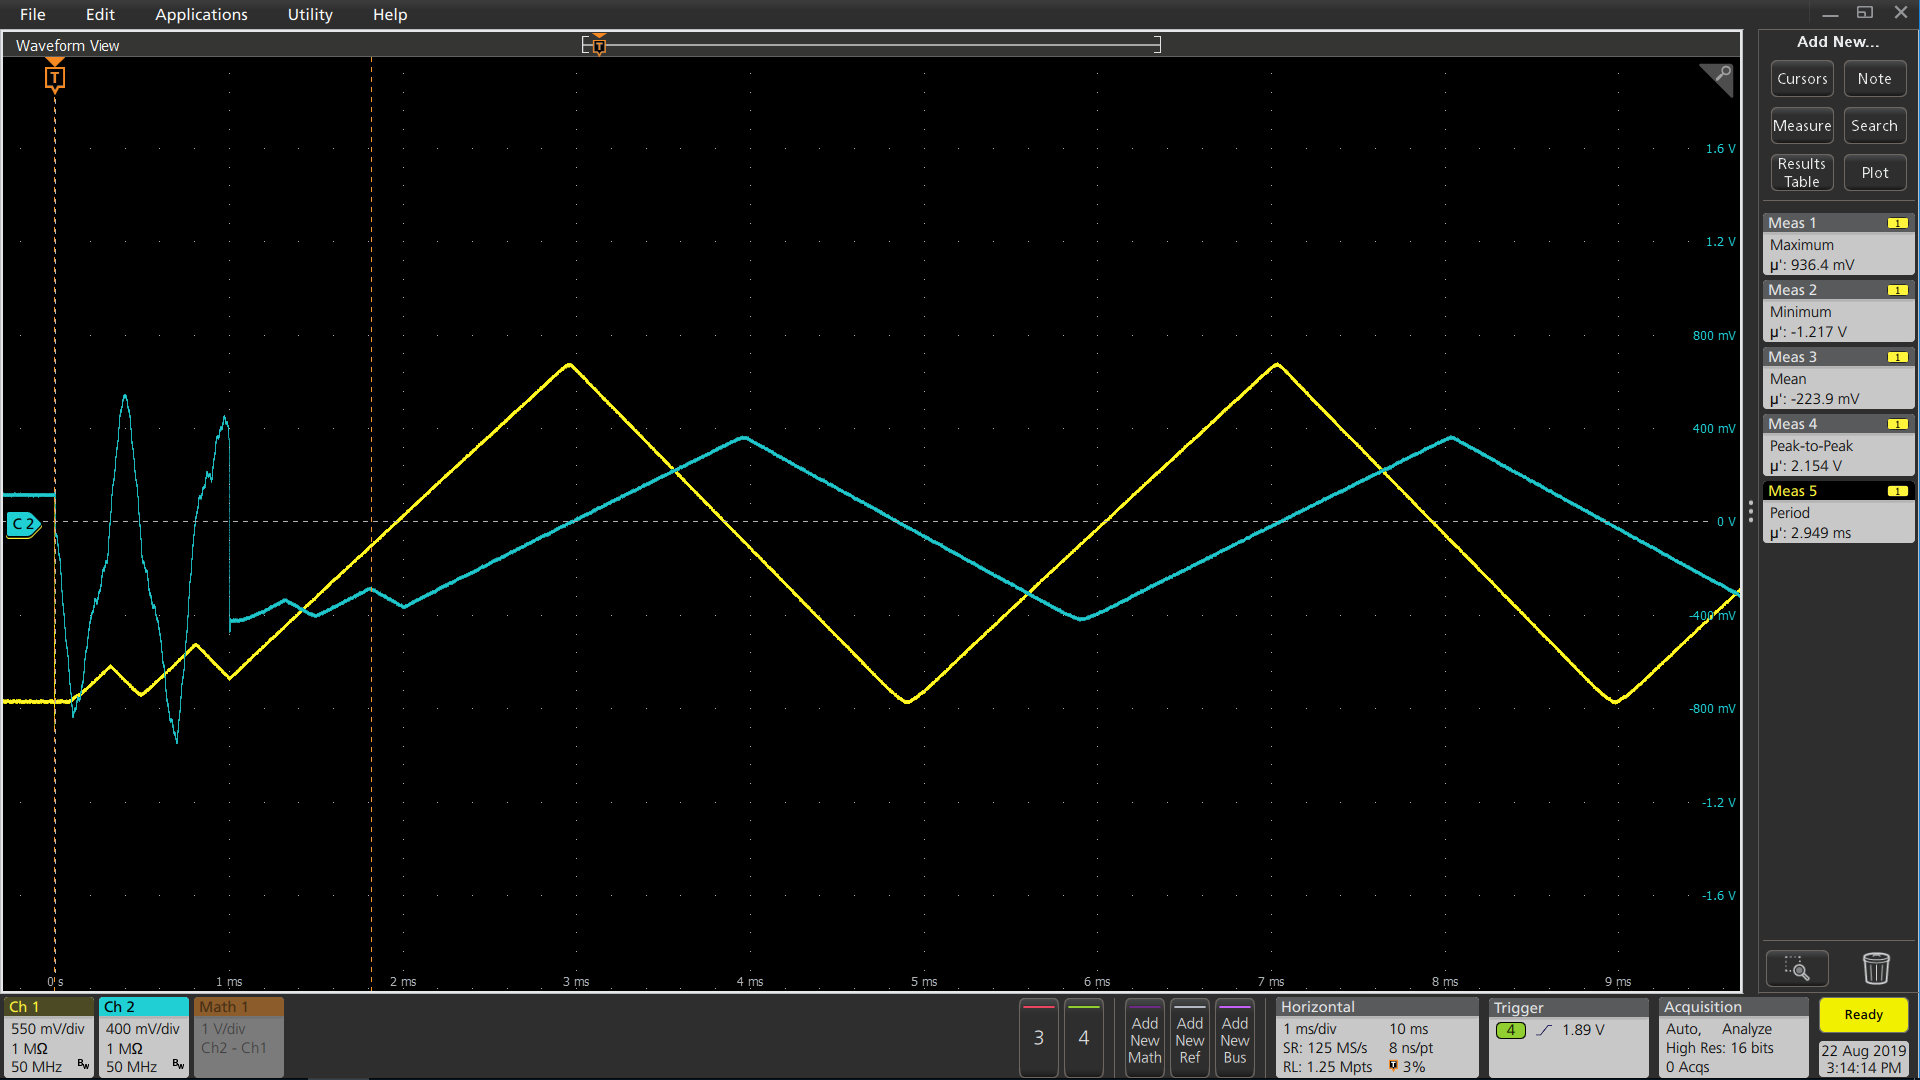 File Edit Applications Utility Help
Waveform View
T
T
1.6 V
1.2 V
800 mV
400 mV
0 V
-400 mV
-800 mV
-1.2 V
-1.6 V
C 2
0 s 1 ms 2 ms 3 ms 4 ms 5 ms 6 ms 7 ms 8 ms 9 ms
Add New...
Cursors Note
Measure Search
Results
Table
Plot
Meas 1 1
Maximum
µ': 936.4 mV
Meas 2 1
Minimum
µ': -1.217 V
Meas 3 1
Mean
µ': -223.9 mV
Meas 4 1
Peak-to-Peak
µ': 2.154 V
Meas 5 1
Period
µ': 2.949 ms
Ch 1
550 mV/div
1 MΩ
50 MHz Bw
Ch 2
400 mV/div
1 MΩ
50 MHz Bw
Math 1
1 V/div
Ch2 - Ch1
3
4
Add
New
Math
Add
New
Ref
Add
New
Bus
Horizontal
1 ms/div 10 ms
SR: 125 MS/s 8 ns/pt
RL: 1.25 Mpts T 3%
Trigger
4 1.89 V
Acquisition
Auto, Analyze
High Res: 16 bits
0 Acqs
Ready
22 Aug 2019
3:14:14 PM